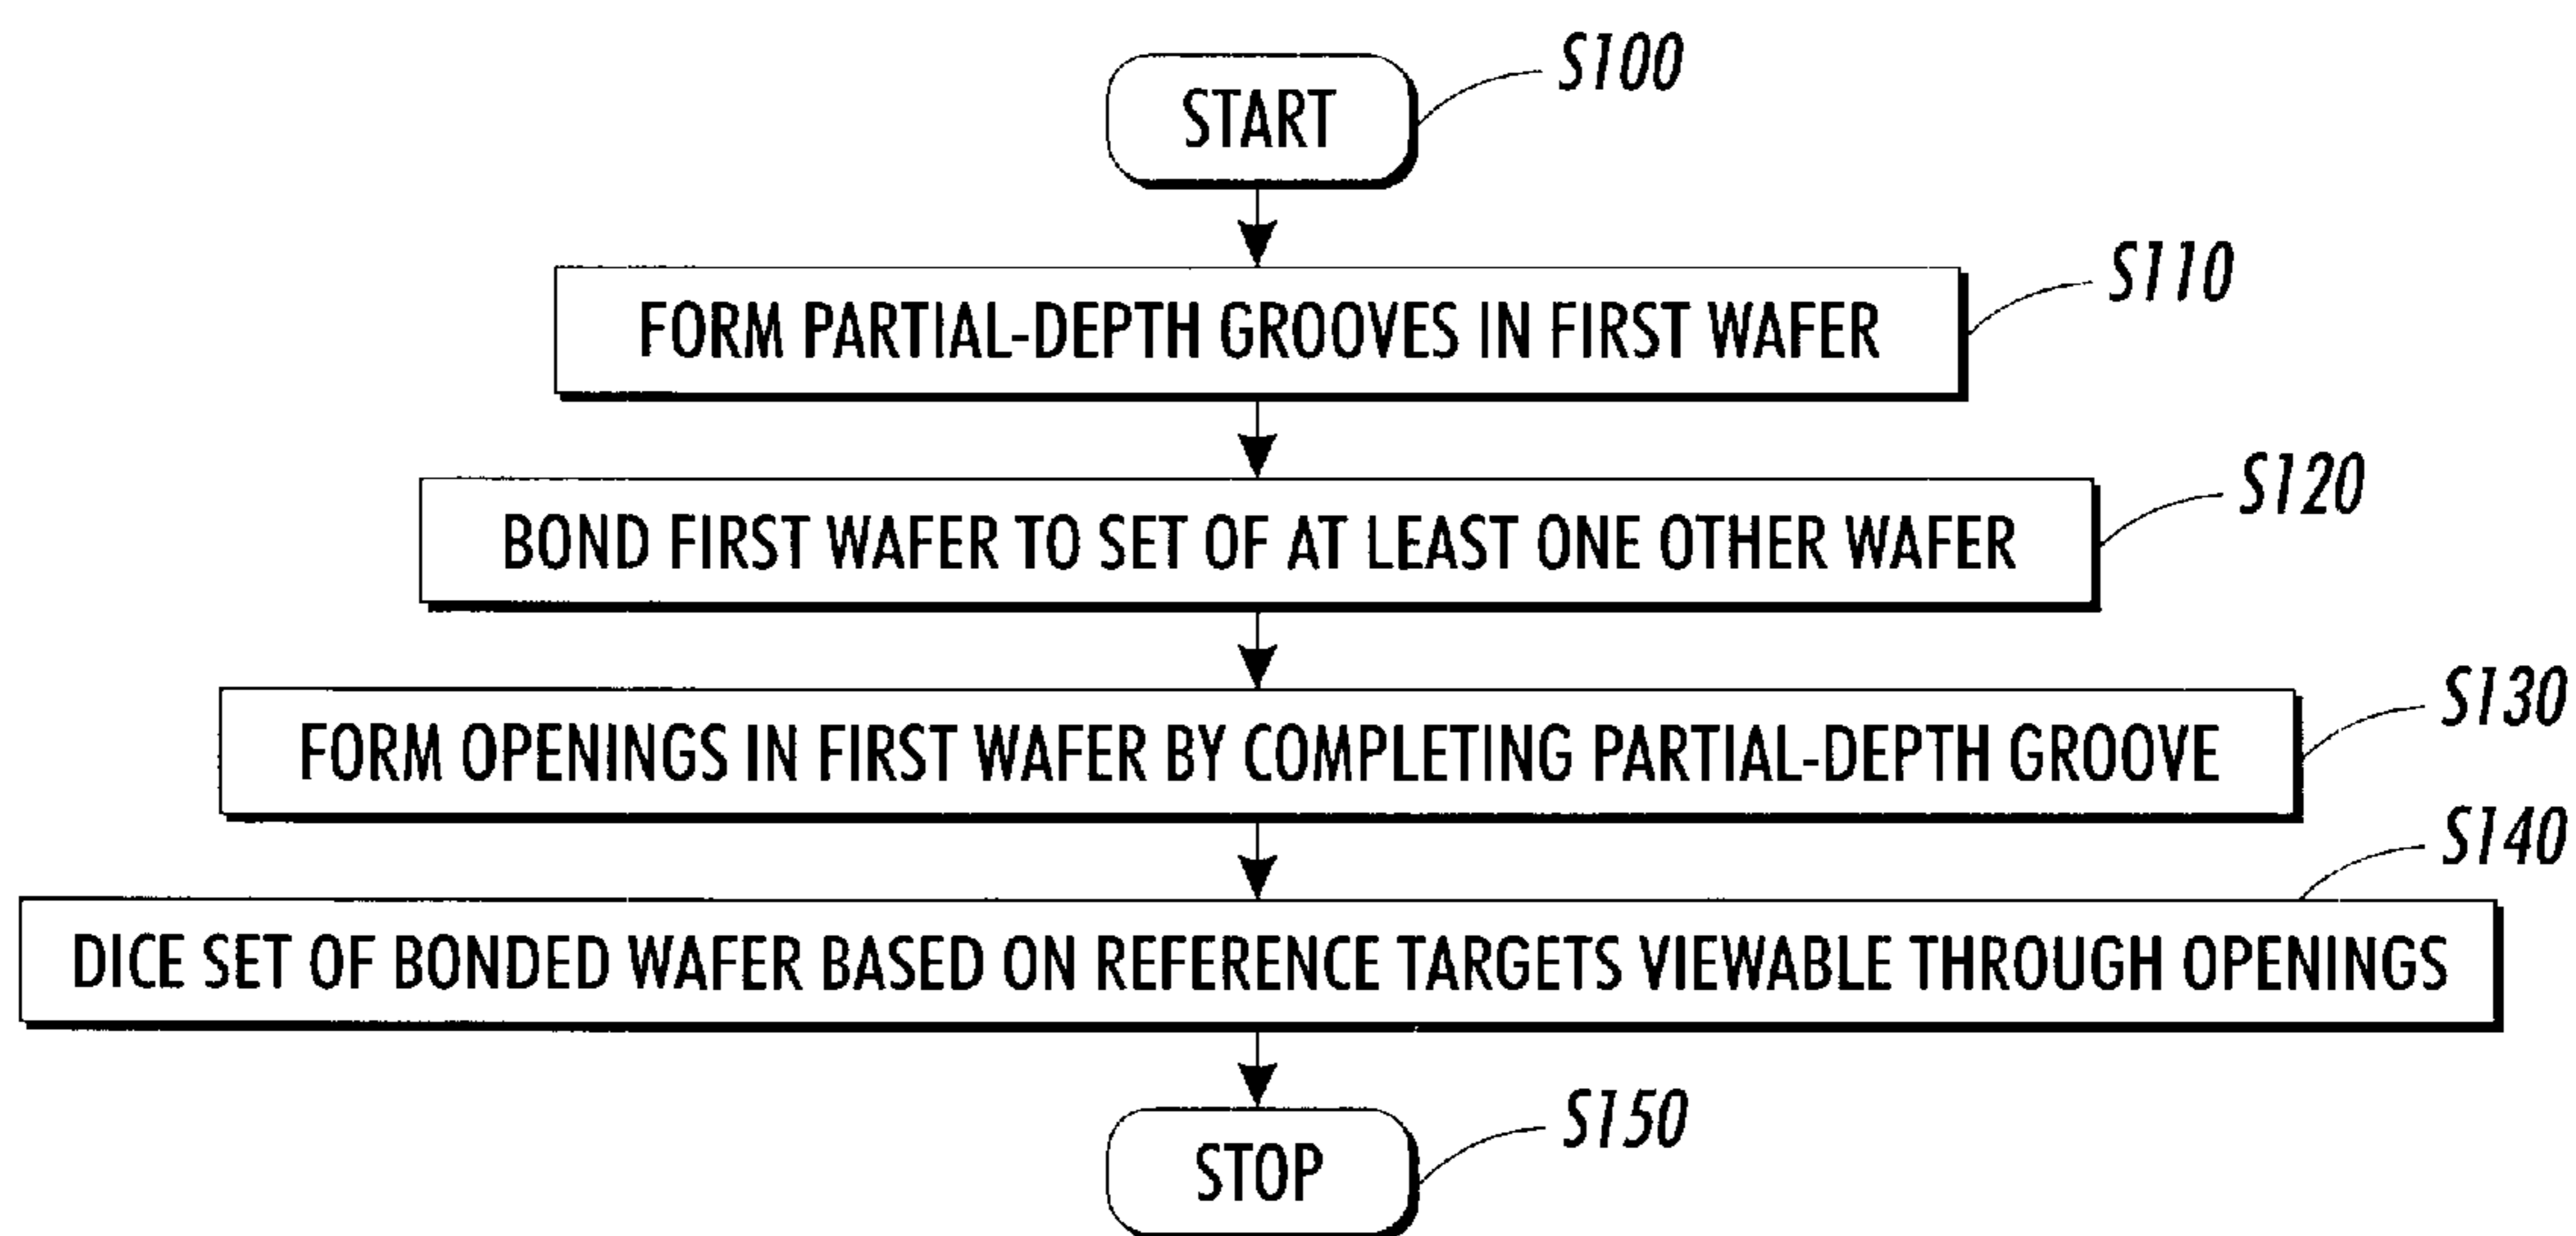 START
S100
FORM PARTIAL-DEPTH GROOVES IN FIRST WAFER
S110
BOND FIRST WAFER TO SET OF AT LEAST ONE OTHER WAFER
S120
FORM OPENINGS IN FIRST WAFER BY COMPLETING PARTIAL-DEPTH GROOVE
S130
DICE SET OF BONDED WAFER BASED ON REFERENCE TARGETS VIEWABLE THROUGH OPENINGS
S140
STOP
S150